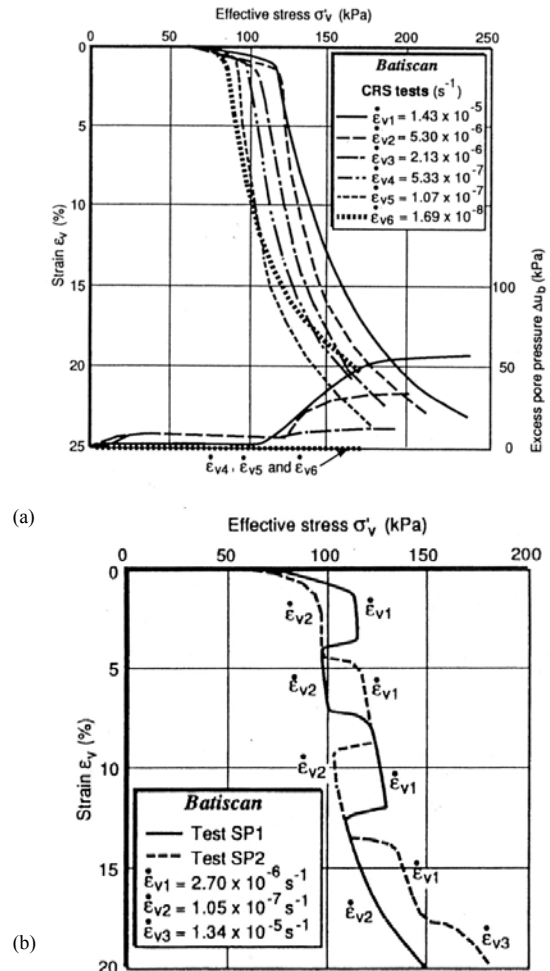 Effective stress σ'v (kPa)
0 50 100 150 200 250
0
5
10
15
20
25
Strain εv (%)
Batiscan
CRS tests (s⁻¹)
ε̇v1 = 1.43 x 10⁻⁵
ε̇v2 = 5.30 x 10⁻⁶
ε̇v3 = 2.13 x 10⁻⁶
ε̇v4 = 5.33 x 10⁻⁷
ε̇v5 = 1.07 x 10⁻⁷
ε̇v6 = 1.69 x 10⁻⁸
100
50
0
Excess pore pressure Δub (kPa)
ε̇v4, ε̇v5 and ε̇v6
(a)
Effective stress σ'v (kPa)
0 50 100 150 200
0
5
10
15
20
Strain εv (%)
ε̇v2
ε̇v1
ε̇v2
ε̇v1
ε̇v2
ε̇v1
ε̇v1
ε̇v2
ε̇v3
Batiscan
Test SP1
Test SP2
ε̇v1 = 2.70 x 10⁻⁶ s⁻¹
ε̇v2 = 1.05 x 10⁻⁷ s⁻¹
ε̇v3 = 1.34 x 10⁻⁵ s⁻¹
(b)